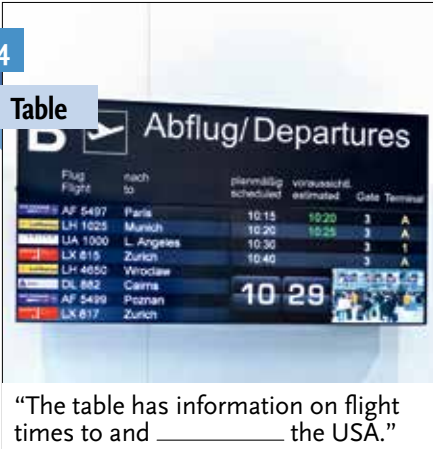 4
Table
B Abflug/Departures
Flug nach planmäßig voraussichtl.
Flight to scheduled estimated Gate Terminal
AF 5497 Paris 10:15 10:20 3 A
LH 1025 Munich 10:20 10:25 3 A
UA 1000 L. Angeles 10:30 3 1
LX 815 Zurich 10:40 3 A
LH 4650 Wroclaw
DL 882 Cairns
AF 5499 Poznan
LX 817 Zurich
10 29
“The table has information on flight
times to and ____________ the USA.”